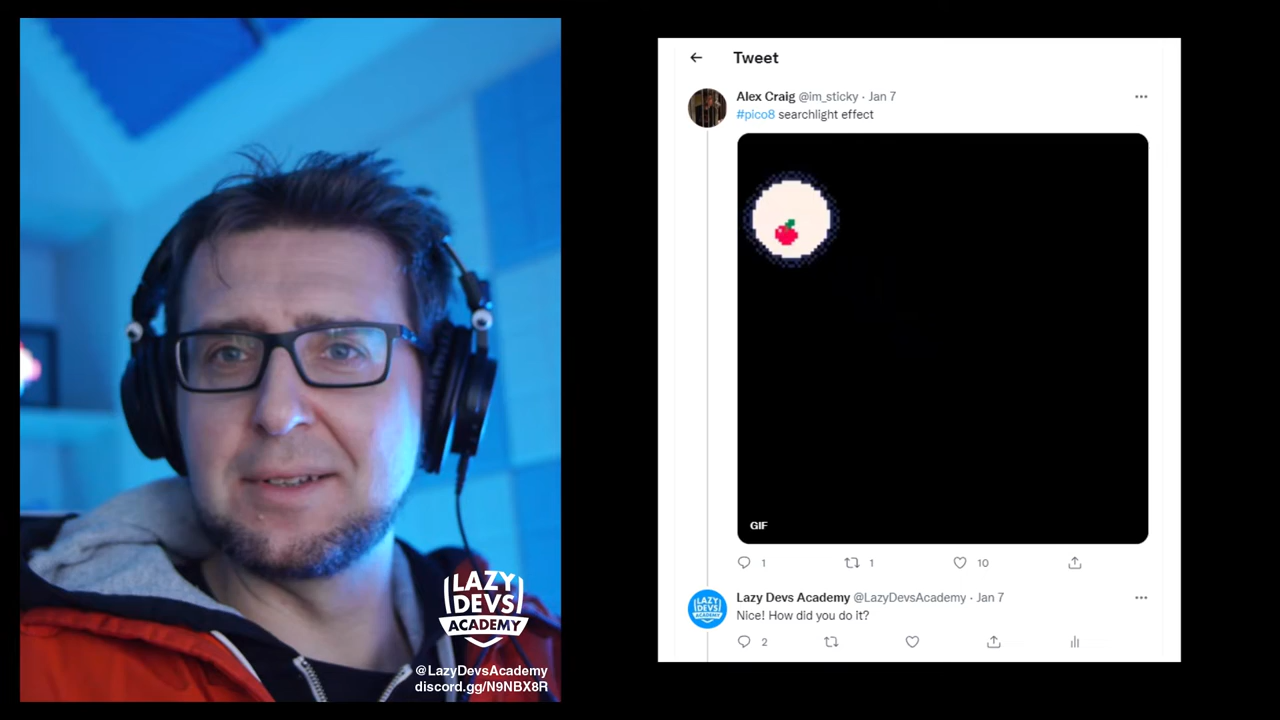 LAZY
DEVS
ACADEMY
@LazyDevsAcademy
discord.gg/N9NBX8R
Tweet
Alex Craig @im_sticky · Jan 7
#pico8 searchlight effect
GIF
1
1
10
LAZY
DEVS
ACADEMY
Lazy Devs Academy @LazyDevsAcademy · Jan 7
Nice! How did you do it?
2